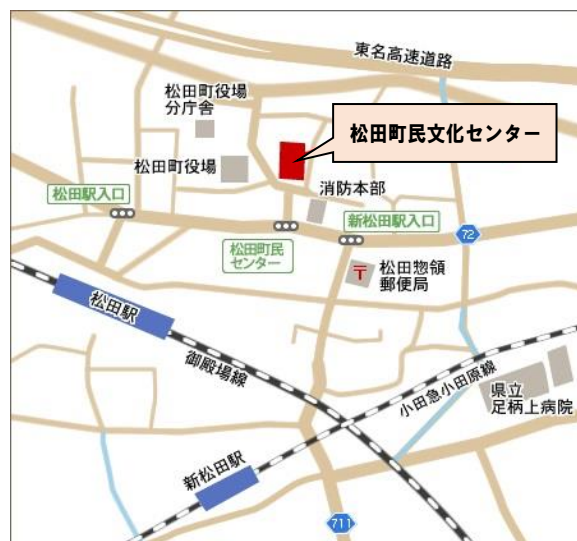 東名高速道路
松田町役場
分庁舎
松田町民文化センター
松田町役場
消防本部
松田駅入口
新松田駅入口
72
松田町民
センター
〒
松田惣領
郵便局
松田駅
御殿場線
小田急小田原線
県立
足柄上病院
新松田駅
711